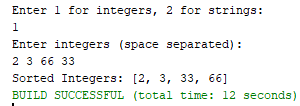 Enter 1 for integers, 2 for strings:
1
Enter integers (space separated):
2 3 66 33
Sorted Integers: [2, 3, 33, 66]
BUILD SUCCESSFUL (total time: 12 seconds)